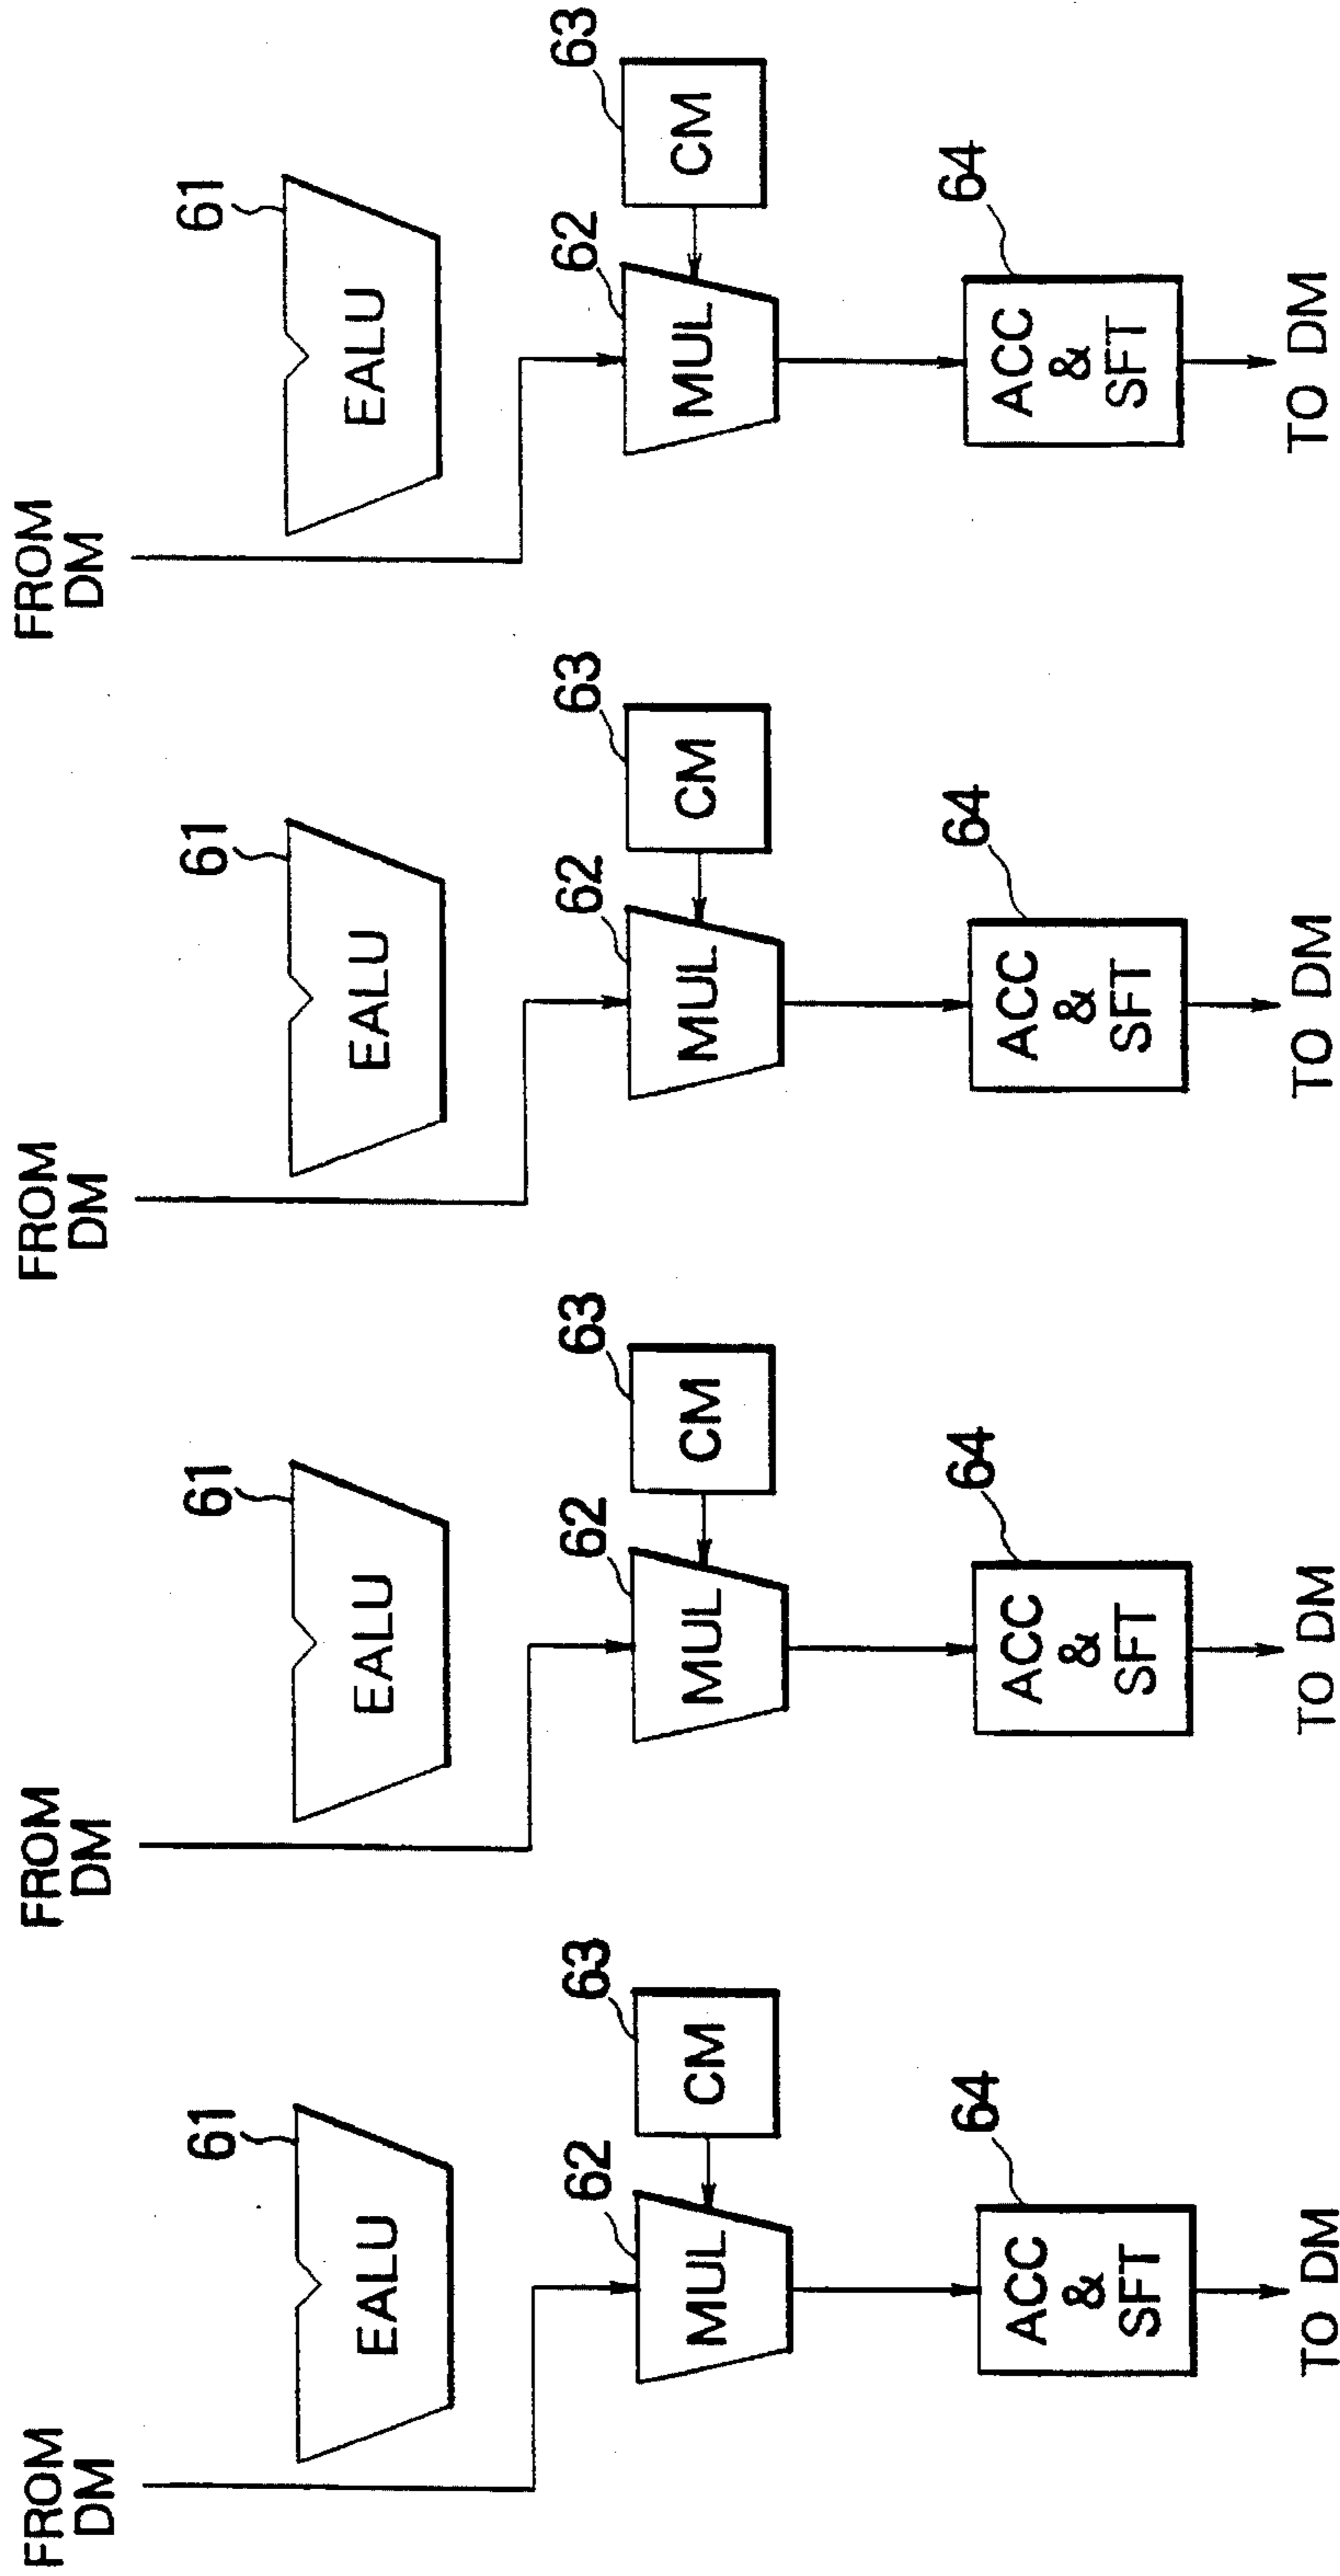 FROM
DM
61
EALU
62
MUL
63
CM
64
ACC
&
SFT
TO DM
FROM
DM
61
EALU
62
MUL
63
CM
64
ACC
&
SFT
TO DM
FROM
DM
61
EALU
62
MUL
63
CM
64
ACC
&
SFT
TO DM
FROM
DM
61
EALU
62
MUL
63
CM
64
ACC
&
SFT
TO DM